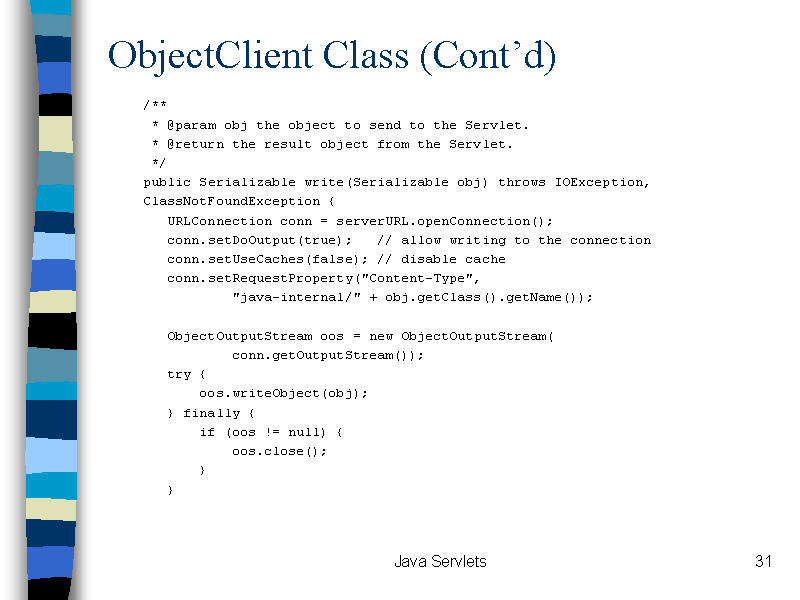 ObjectClient Class (Cont’d)
/**
 * @param obj the object to send to the Servlet.
 * @return the result object from the Servlet.
 */
public Serializable write(Serializable obj) throws IOException,
ClassNotFoundException {
   URLConnection conn = serverURL.openConnection();
   conn.setDoOutput(true);   // allow writing to the connection
   conn.setUseCaches(false); // disable cache
   conn.setRequestProperty("Content-Type",
           "java-internal/" + obj.getClass().getName());
   ObjectOutputStream oos = new ObjectOutputStream(
           conn.getOutputStream());
   try {
       oos.writeObject(obj);
   } finally {
       if (oos != null) {
           oos.close();
       }
   }
Java Servlets
31